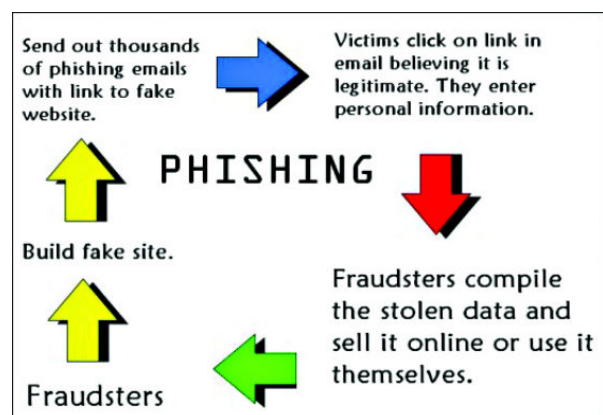 Send out thousands
of phishing emails
with link to fake
website.
Victims click on link in
email believing it is
legitimate. They enter
personal information.
PHISHING
Build fake site.
Fraudsters compile
the stolen data and
sell it online or use it
themselves.
Fraudsters